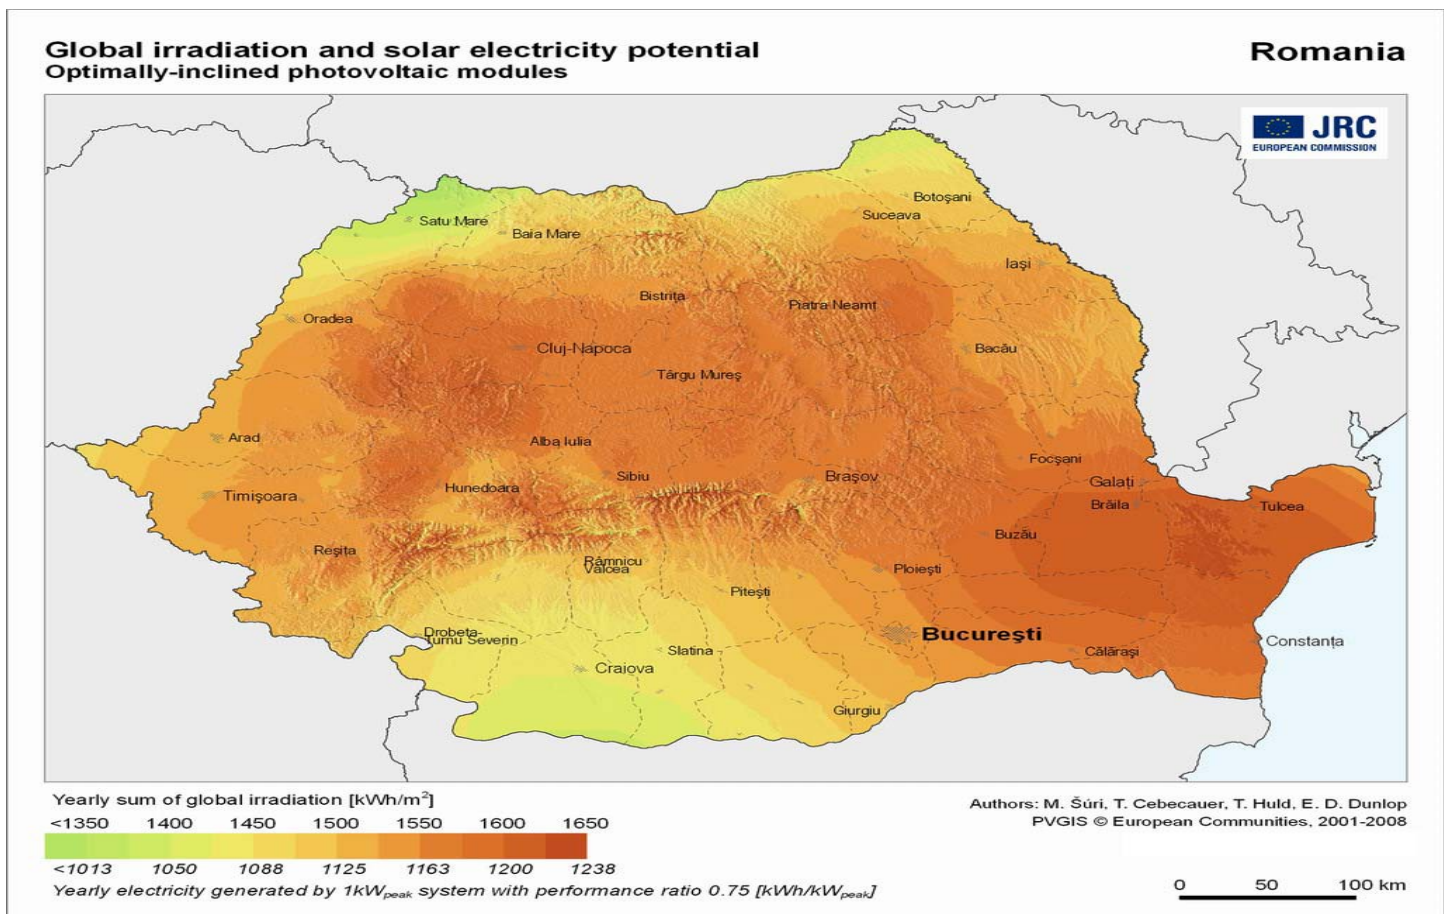 Global irradiation and solar electricity potential
Optimally-inclined photovoltaic modules
Romania
JRC
EUROPEAN COMMISSION
Botoşani
Suceava
Satu Mare
Baia Mare
Iaşi
Bistriţa
Piatra Neamt
Oradea
Cluj-Napoca
Bacău
Târgu Mureş
Arad
Alba Iulia
Focşani
Sibiu
Braşov
Galaţi
Hunedoara
Timişoara
Brăila
Tulcea
Buzău
Reşita
Râmnicu
Vâlcea
Ploieşti
Piteşti
Drobeta-
Turnu Severin
Bucureşti
Constanţa
Slatina
Călăraşi
Craiova
Giurgiu
Yearly sum of global irradiation [kWh/m²]
<1350 1400 1450 1500 1550 1600 1650
<1013 1050 1088 1125 1163 1200 1238
Yearly electricity generated by 1kWpeak system with performance ratio 0.75 [kWh/kWpeak]
Authors: M. Šúri, T. Cebecauer, T. Huld, E. D. Dunlop
PVGIS © European Communities, 2001-2008
0 50 100 km